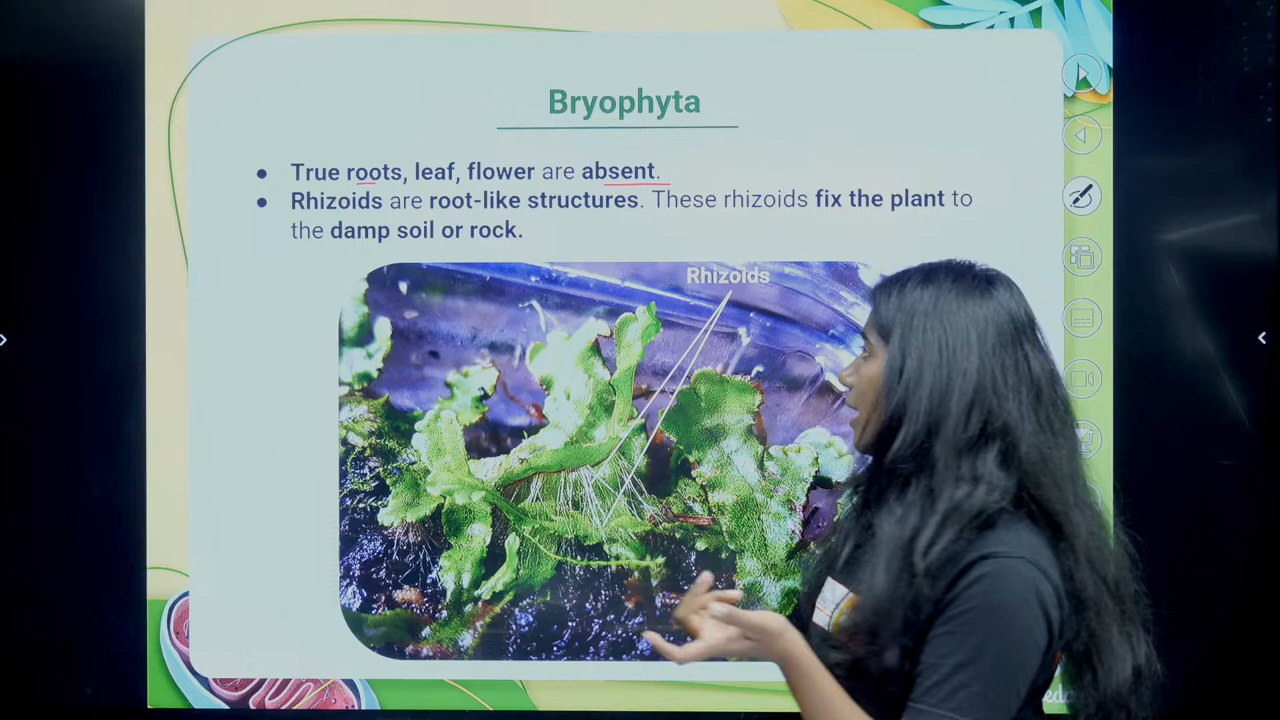 Bryophyta
● True roots, leaf, flower are absent.
● Rhizoids are root-like structures. These rhizoids fix the plant to
the damp soil or rock.
Rhizoids